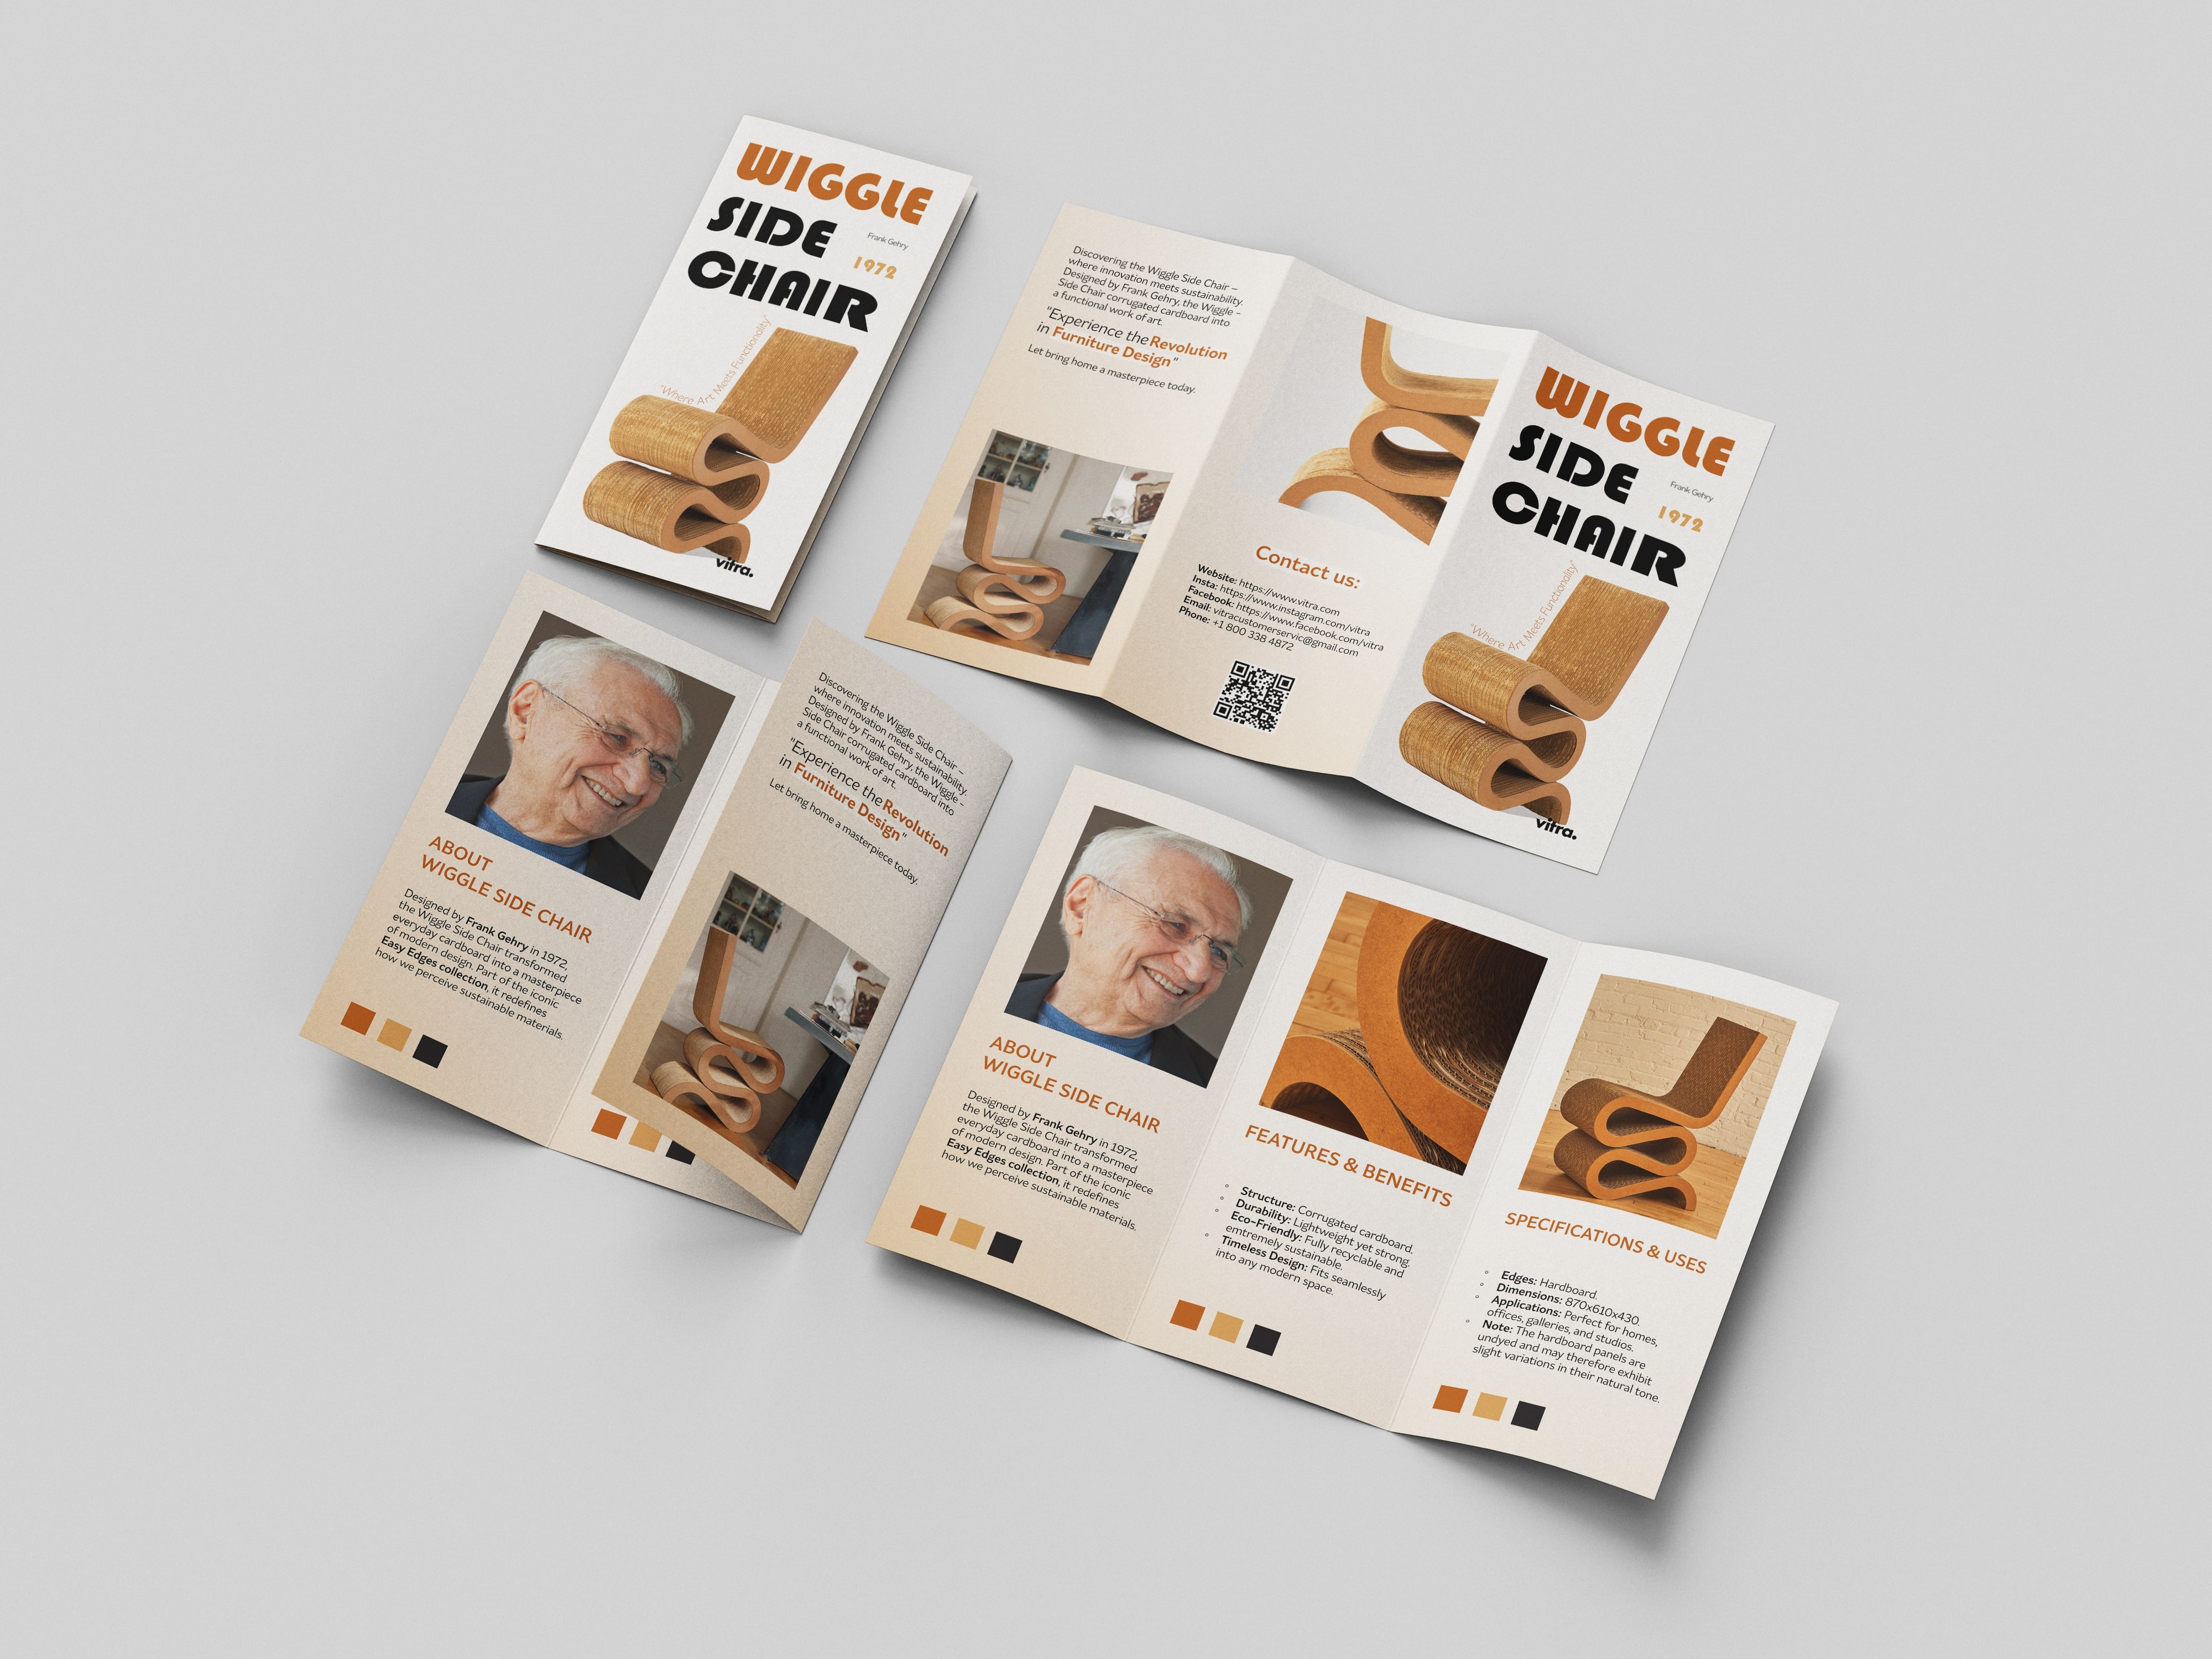 WIGGLE
SIDE
Frank Gehry
1972
CHAIR
"Where Art Meets Functionality"
vitra.
Discovering the Wiggle Side Chair –
where innovation meets sustainability.
Designed by Frank Gehry, the Wiggle –
Side Chair corrugated cardboard into
a functional work of art.
"Experience the Revolution
in Furniture Design"
Let bring home a masterpiece today.
Contact us:
Website: https://www.vitra.com
Insta: https://www.instagram.com/vitra
Facebook: https://www.facebook.com/vitra
Email: vitracustomerservic@gmail.com
Phone: +1 800 338 4872
WIGGLE
SIDE
Frank Gehry
1972
CHAIR
"Where Art Meets Functionality"
vitra.
ABOUT
WIGGLE SIDE CHAIR
Designed by Frank Gehry in 1972,
the Wiggle Side Chair transformed
everyday cardboard into a masterpiece
of modern design. Part of the iconic
Easy Edges collection, it redefines
how we perceive sustainable materials.
Discovering the Wiggle Side Chair –
where innovation meets sustainability.
Designed by Frank Gehry, the Wiggle –
Side Chair corrugated cardboard into
a functional work of art.
"Experience the Revolution
in Furniture Design"
Let bring home a masterpiece today.
ABOUT
WIGGLE SIDE CHAIR
Designed by Frank Gehry in 1972,
the Wiggle Side Chair transformed
everyday cardboard into a masterpiece
of modern design. Part of the iconic
Easy Edges collection, it redefines
how we perceive sustainable materials.
FEATURES & BENEFITS
Structure: Corrugated cardboard.
Durability: Lightweight yet strong.
Eco-Friendly: Fully recyclable and
emtremely sustainable.
Timeless Design: Fits seamlessly
into any modern space.
SPECIFICATIONS & USES
Edges: Hardboard.
Dimensions: 870x610x430.
Applications: Perfect for homes,
offices, galleries, and studios.
Note: The hardboard panels are
undyed and may therefore exhibit
slight variations in their natural tone.